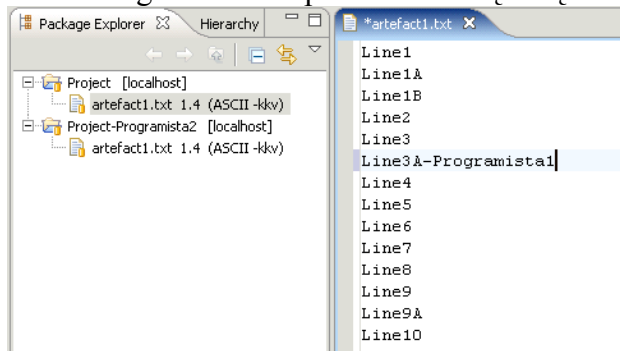 Package Explorer
Hierarchy
Project [localhost]
artefact1.txt 1.4 (ASCII -kkv)
Project-Programista2 [localhost]
artefact1.txt 1.4 (ASCII -kkv)
*artefact1.txt
Line1
Line1A
Line1B
Line2
Line3
Line3A-Programista1
Line4
Line5
Line6
Line7
Line8
Line9
Line9A
Line10